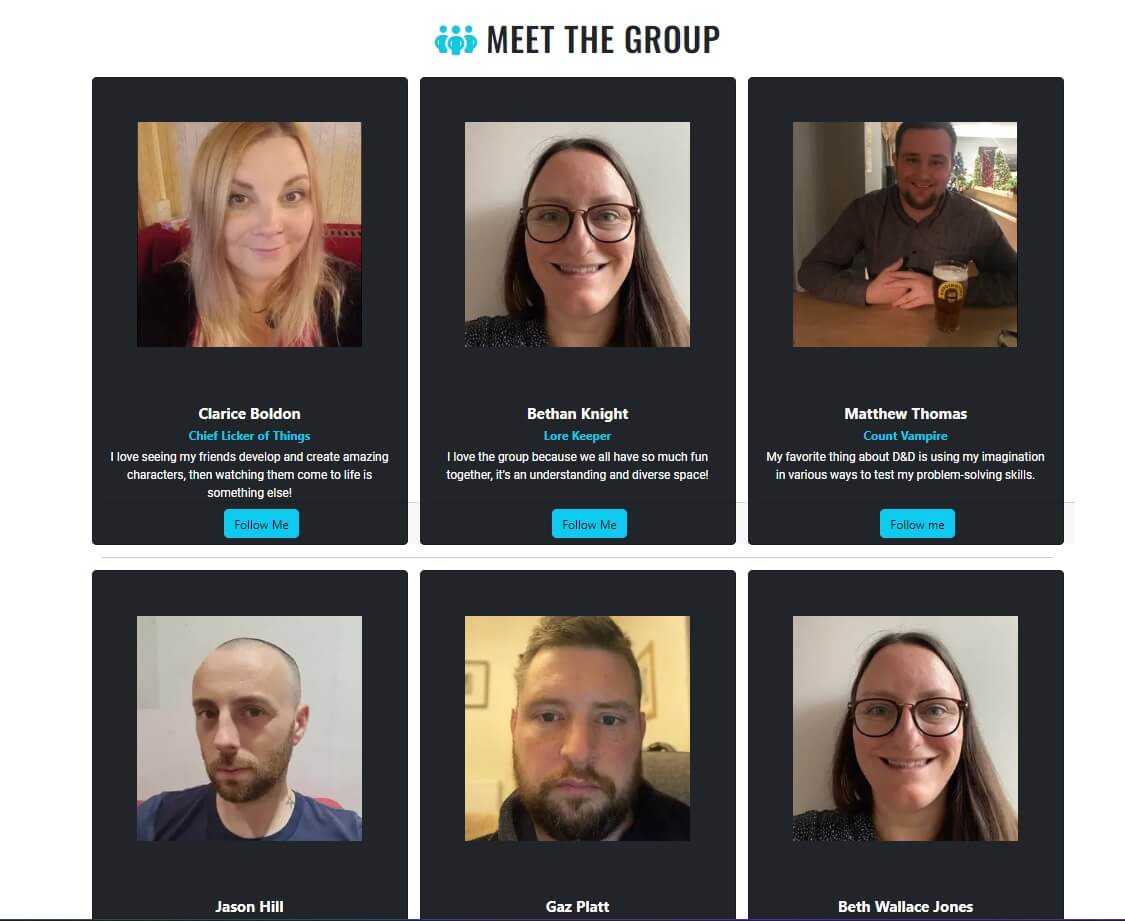 MEET THE GROUP
Clarice Boldon
Chief Licker of Things
I love seeing my friends develop and create amazing
characters, then watching them come to life is
something else!
Follow Me
Bethan Knight
Lore Keeper
I love the group because we all have so much fun
together, it's an understanding and diverse space!
Follow Me
Matthew Thomas
Count Vampire
My favorite thing about D&D is using my imagination
in various ways to test my problem-solving skills.
Follow me
Jason Hill
Gaz Platt
Beth Wallace Jones